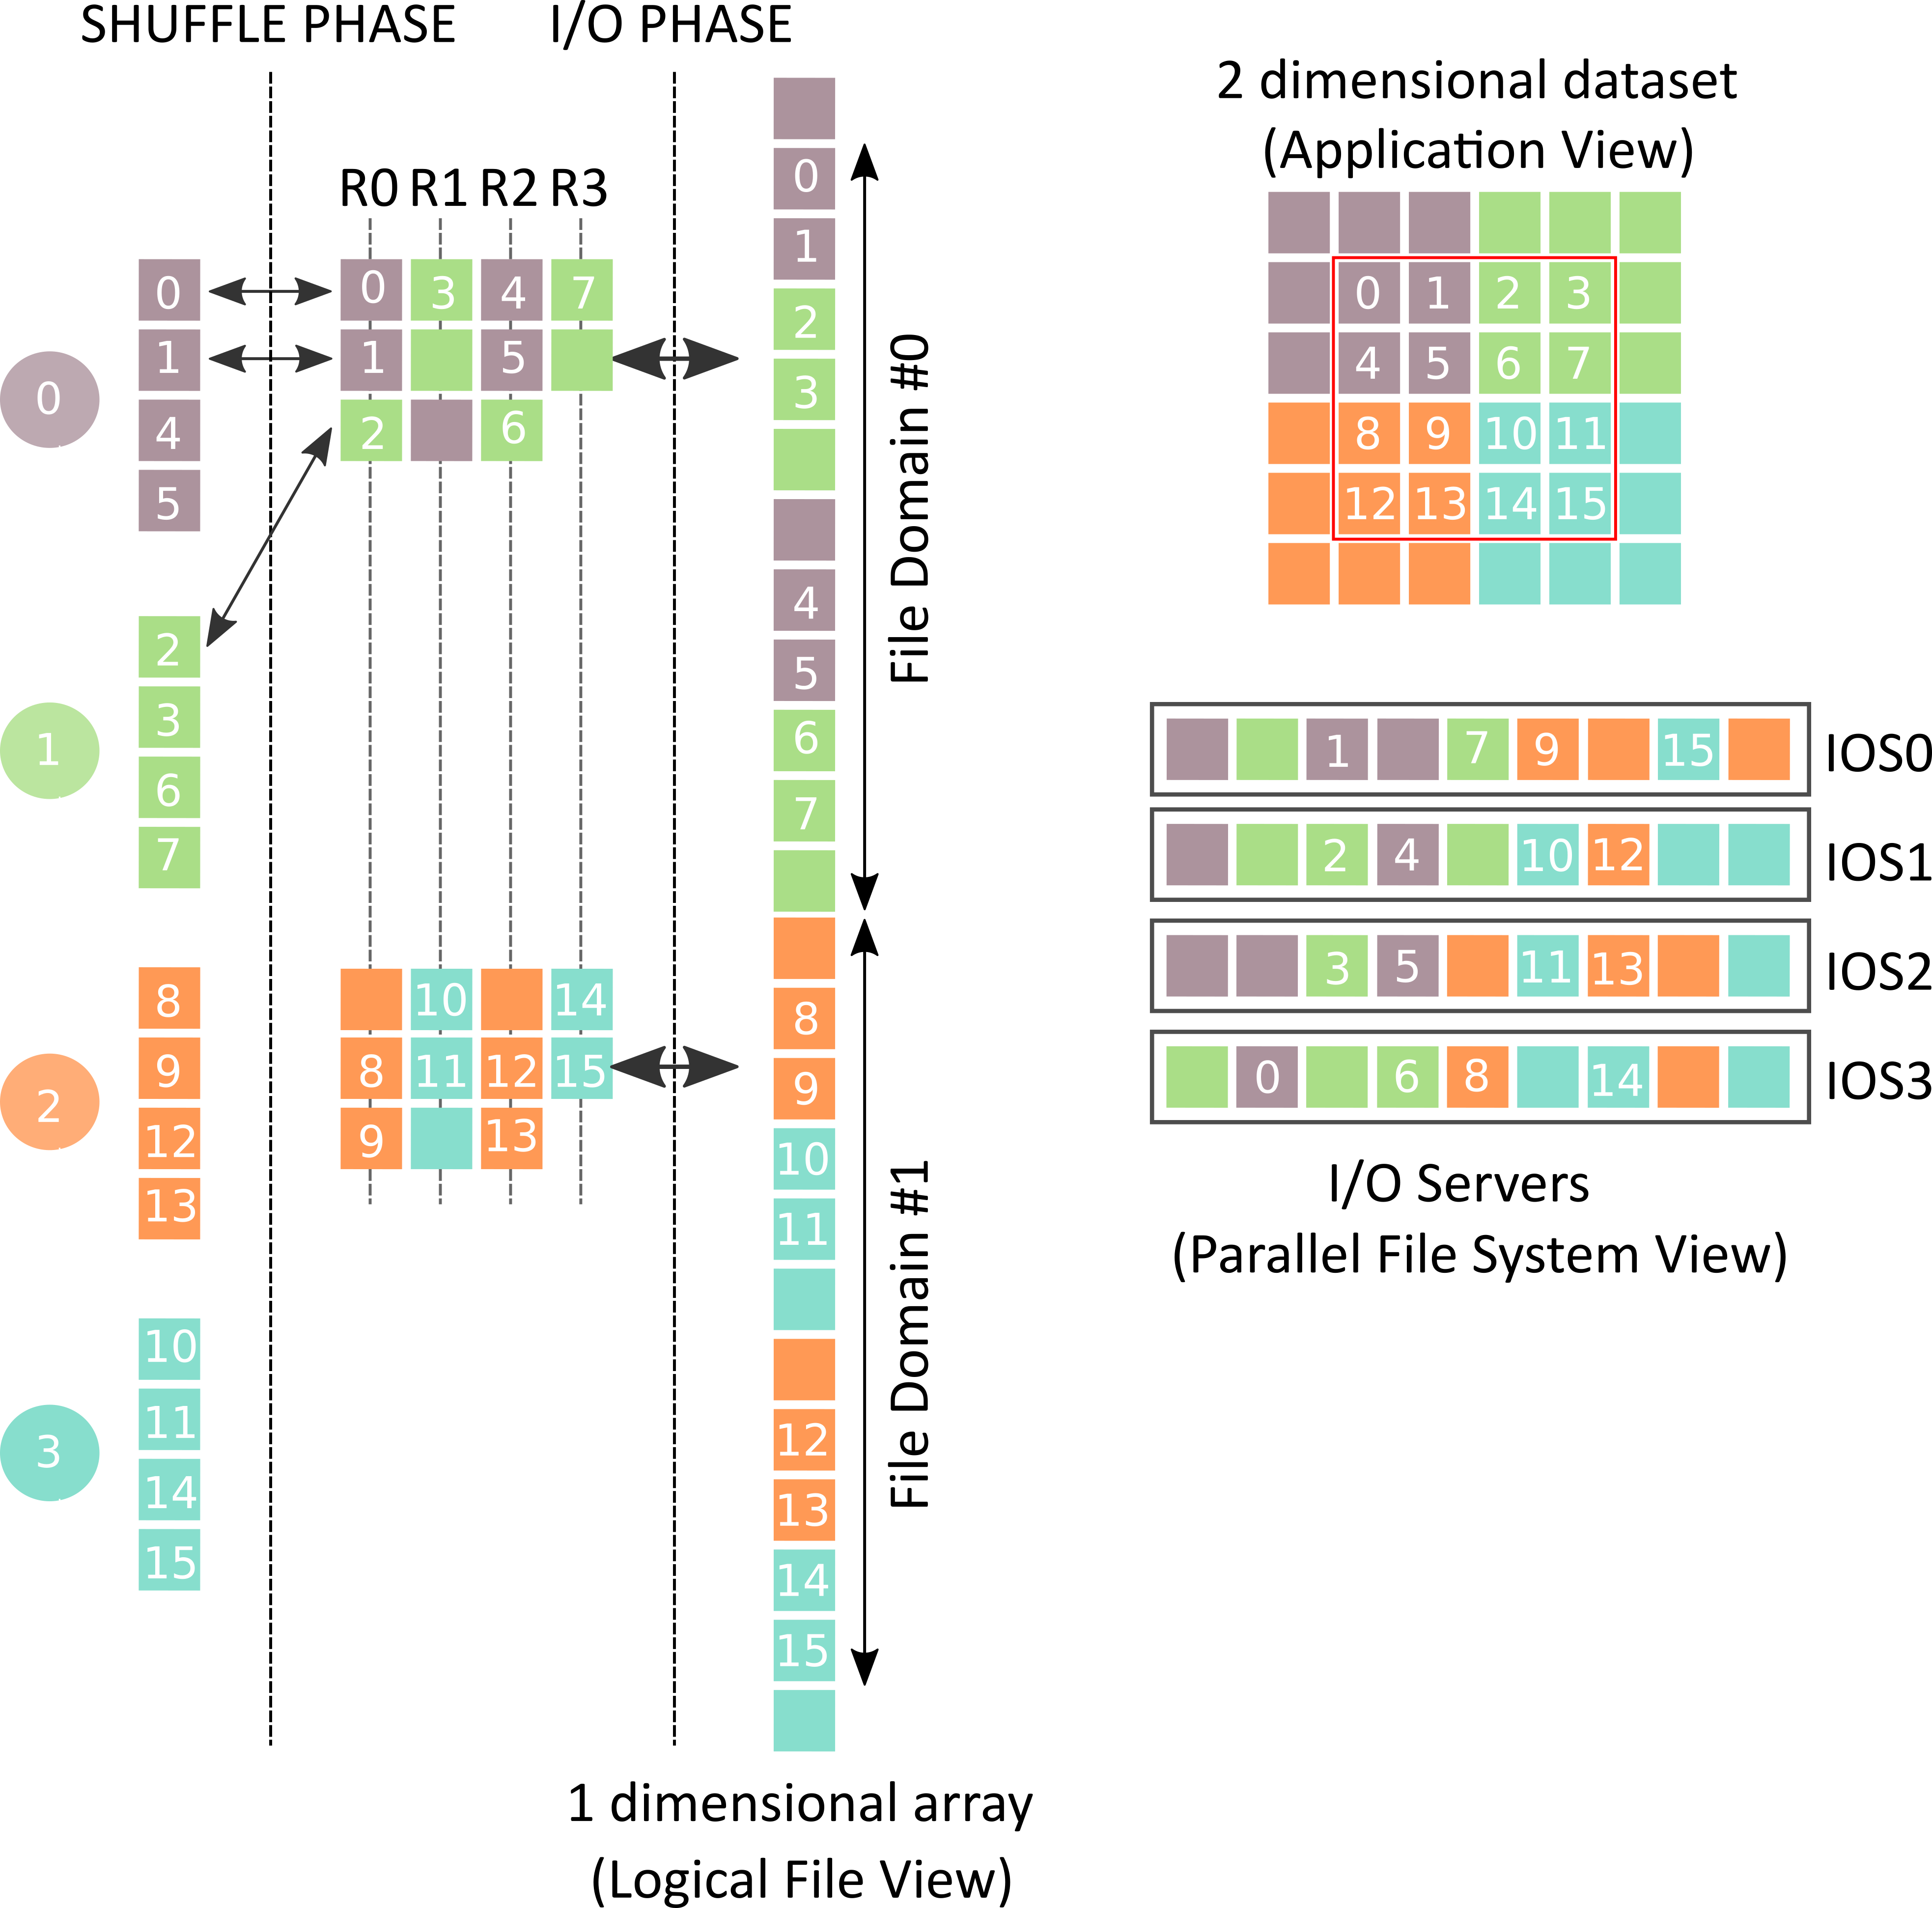 SHUFFLE PHASE
I/O PHASE
R0 R1 R2 R3
0
0
1
4
5
1
2
3
6
7
2
8
9
12
13
3
10
11
14
15
0 3 4 7
1 5
2 6
10 14
8 11 12 15
9 13
0
1
2
3
4
5
6
7
8
9
10
11
12
13
14
15
File Domain #0
File Domain #1
1 dimensional array
(Logical File View)
2 dimensional dataset
(Application View)
0 1 2 3
4 5 6 7
8 9 10 11
12 13 14 15
1 7 9 15 IOS0
2 4 10 12 IOS1
3 5 11 13 IOS2
0 6 8 14 IOS3
I/O Servers
(Parallel File System View)